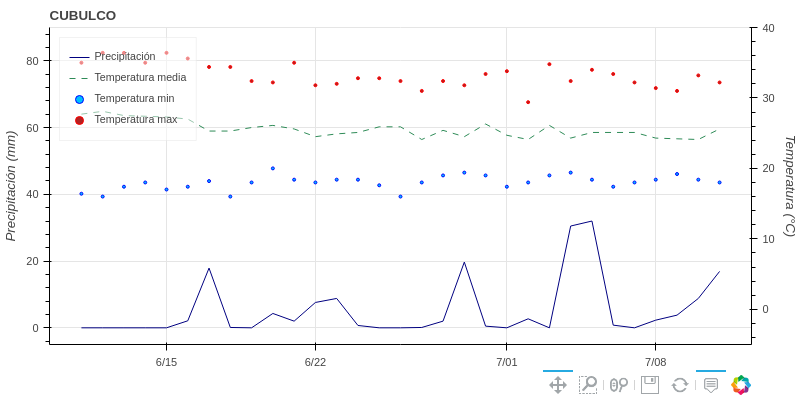 CUBULCO
Precipitación
Temperatura media
Temperatura min
Temperatura max
Precipitación (mm)
80
60
40
20
0
Temperatura (°C)
40
30
20
10
0
6/15
6/22
7/01
7/08